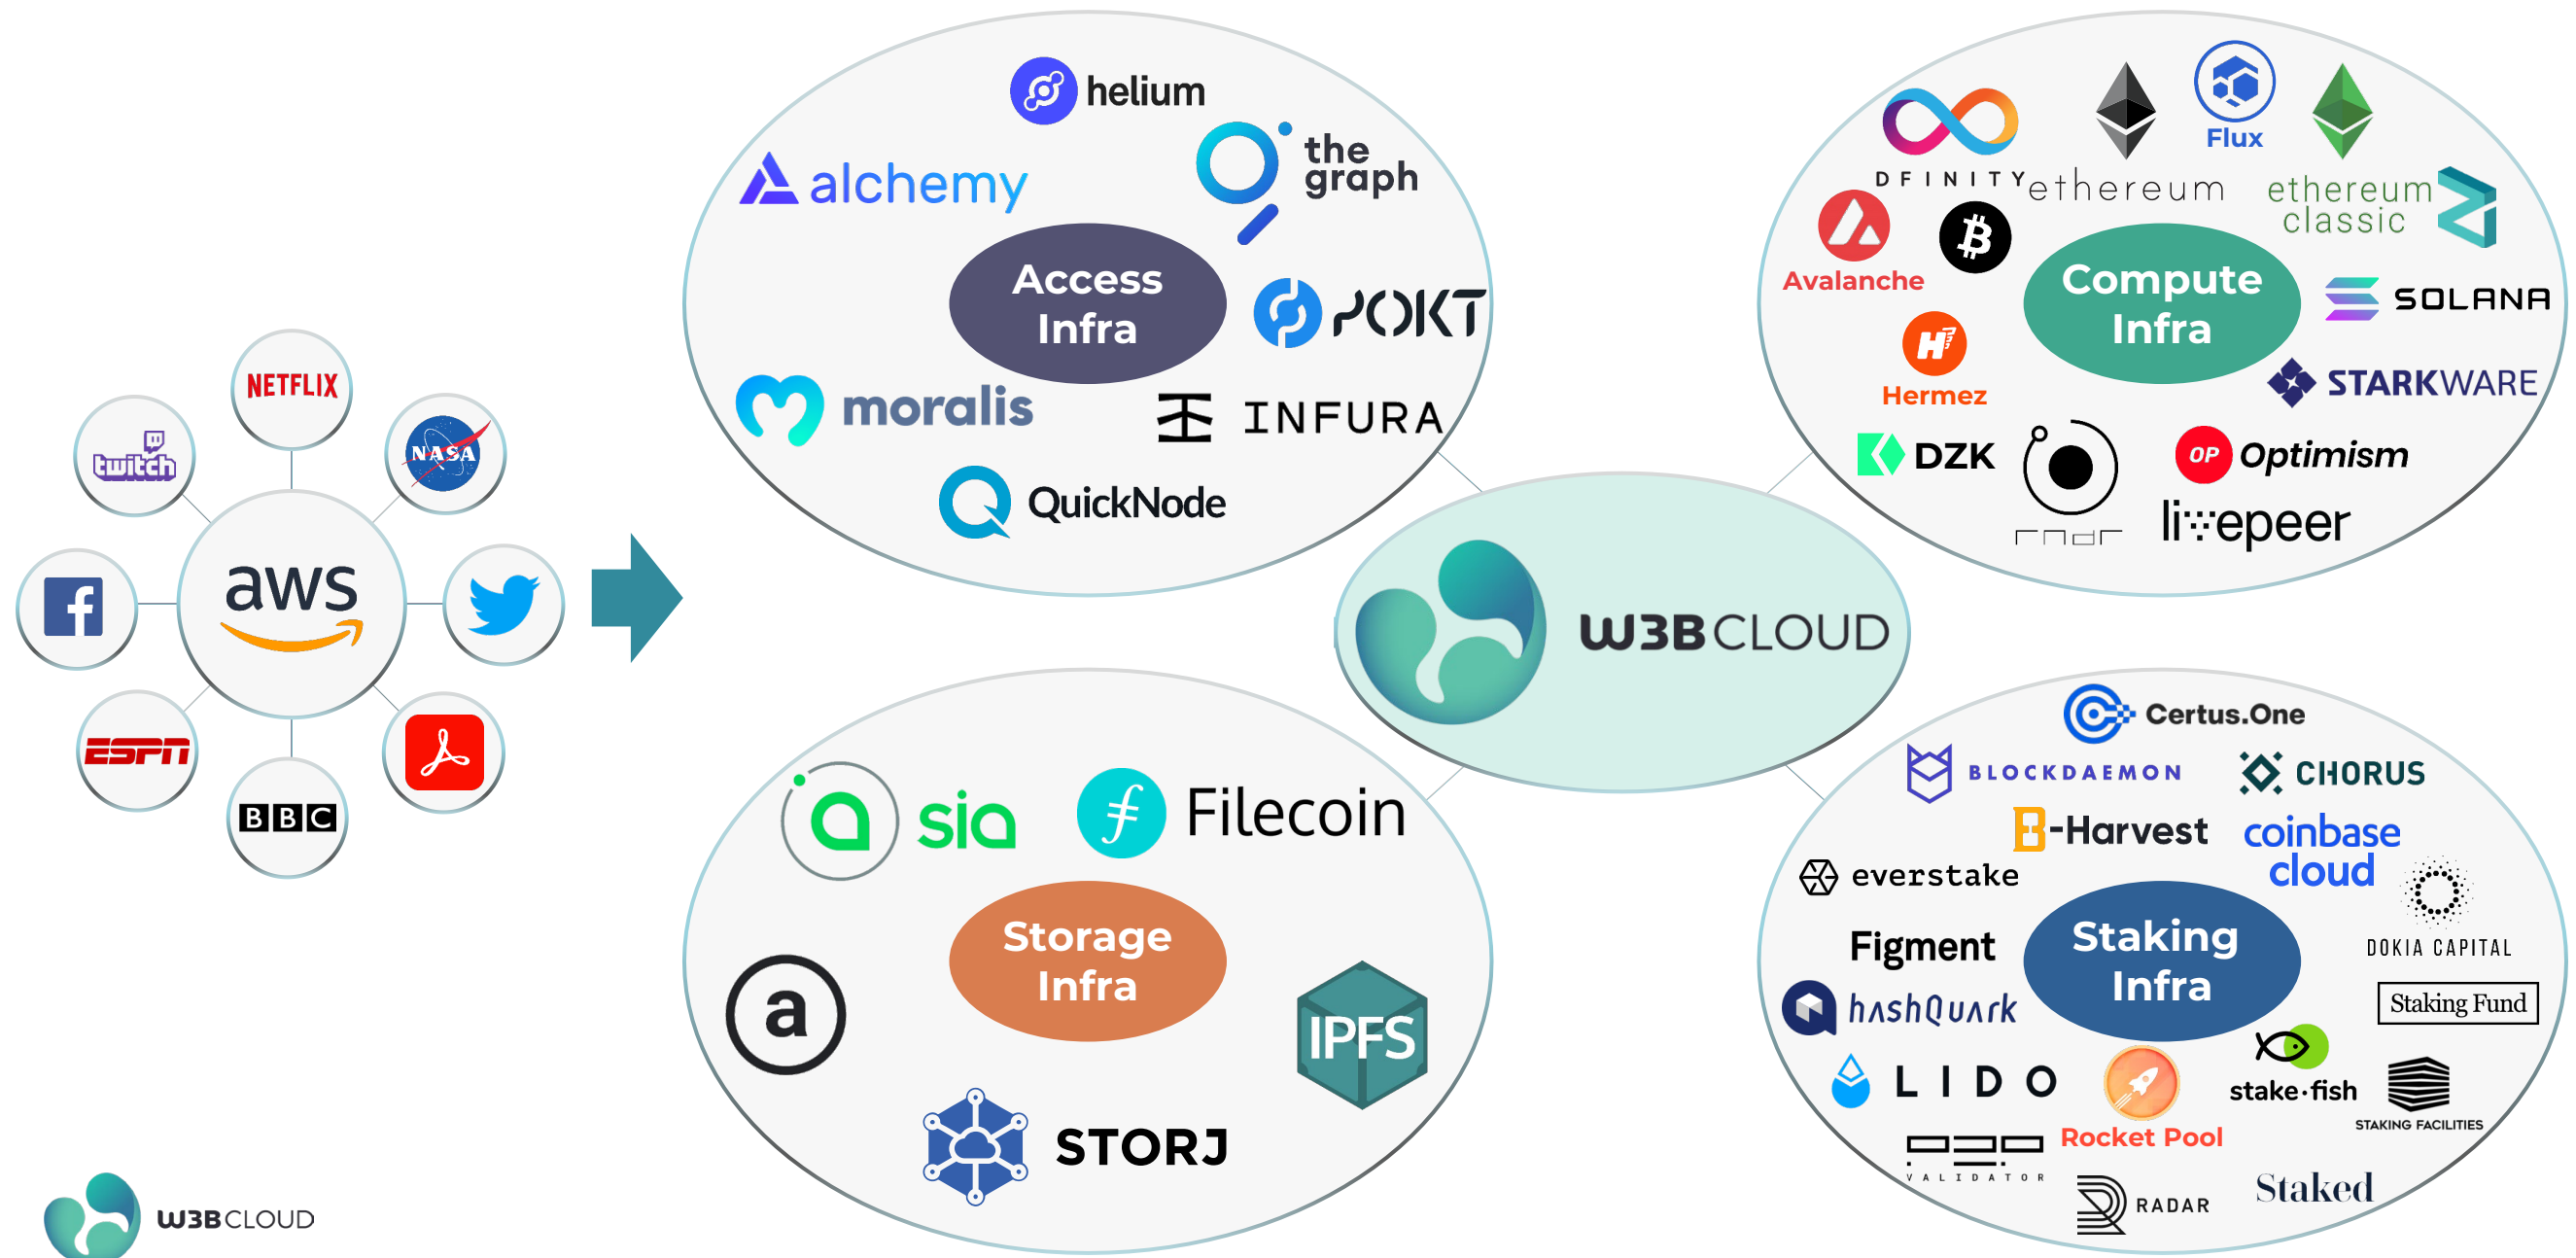 NETFLIX
twitch
NASA
aws
ESPN
BBC
helium
alchemy
the
graph
Access
Infra
POKT
moralis
INFURA
QuickNode
DFINITY
ethereum
Flux
ethereum
classic
Avalanche
Compute
Infra
SOLANA
Hermez
STARKWARE
DZK
OP Optimism
rndr
livepeer
W3BCLOUD
sia
Filecoin
Storage
Infra
a
IPFS
STORJ
Certus.One
BLOCKDAEMON
CHORUS
B-Harvest
coinbase
cloud
everstake
DOKIA CAPITAL
Figment
Staking
Infra
Staking Fund
hashQuark
LIDO
Rocket Pool
stake.fish
STAKING FACILITIES
P2P
VALIDATOR
RADAR
Staked
W3BCLOUD